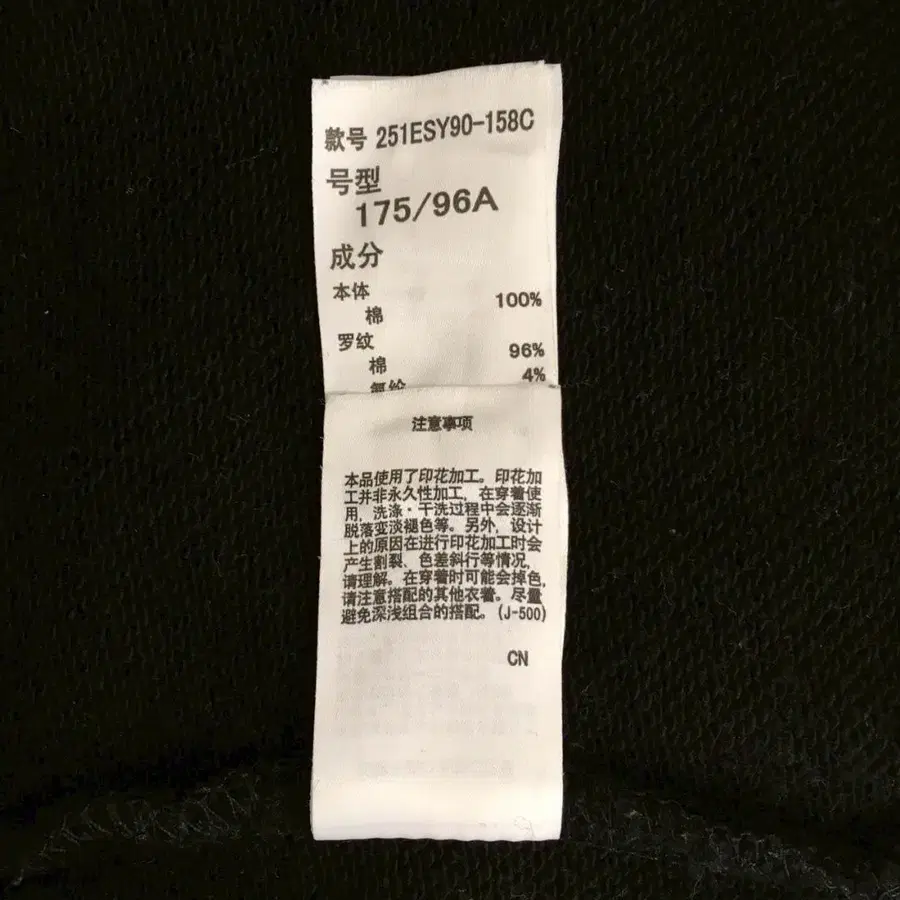 款号 251ESY90-158C
号型
175/96A
成分
本体
棉 100%
罗纹
棉 96%
4%
注意事项
本品使用了印花加工。印花加
工并非永久性加工，在穿着使
用，洗涤·干洗过程中会逐渐
脱落变淡褪色等。另外，设计
上的原因在进行印花加工时会
产生割裂、色差斜行等情况，
请理解。在穿着时可能会掉色，
请注意搭配的其他衣着。尽量
避免深浅组合的搭配。(J-500)
CN